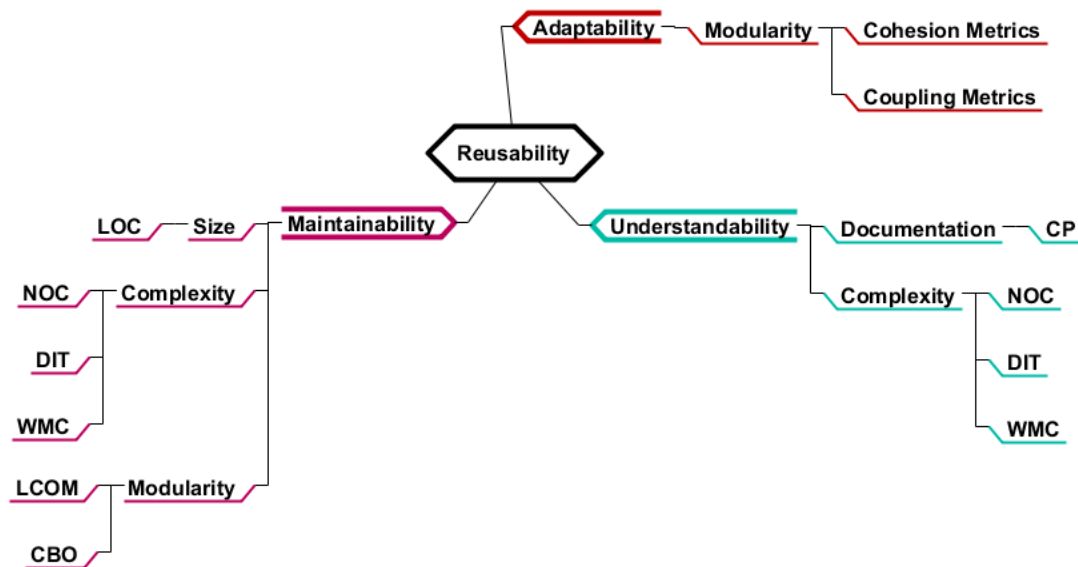 Adaptability
Modularity
Cohesion Metrics
Coupling Metrics
Reusability
LOC
Size
Maintainability
Understandability
Documentation
CP
NOC
Complexity
Complexity
NOC
DIT
DIT
WMC
WMC
LCOM
Modularity
CBO